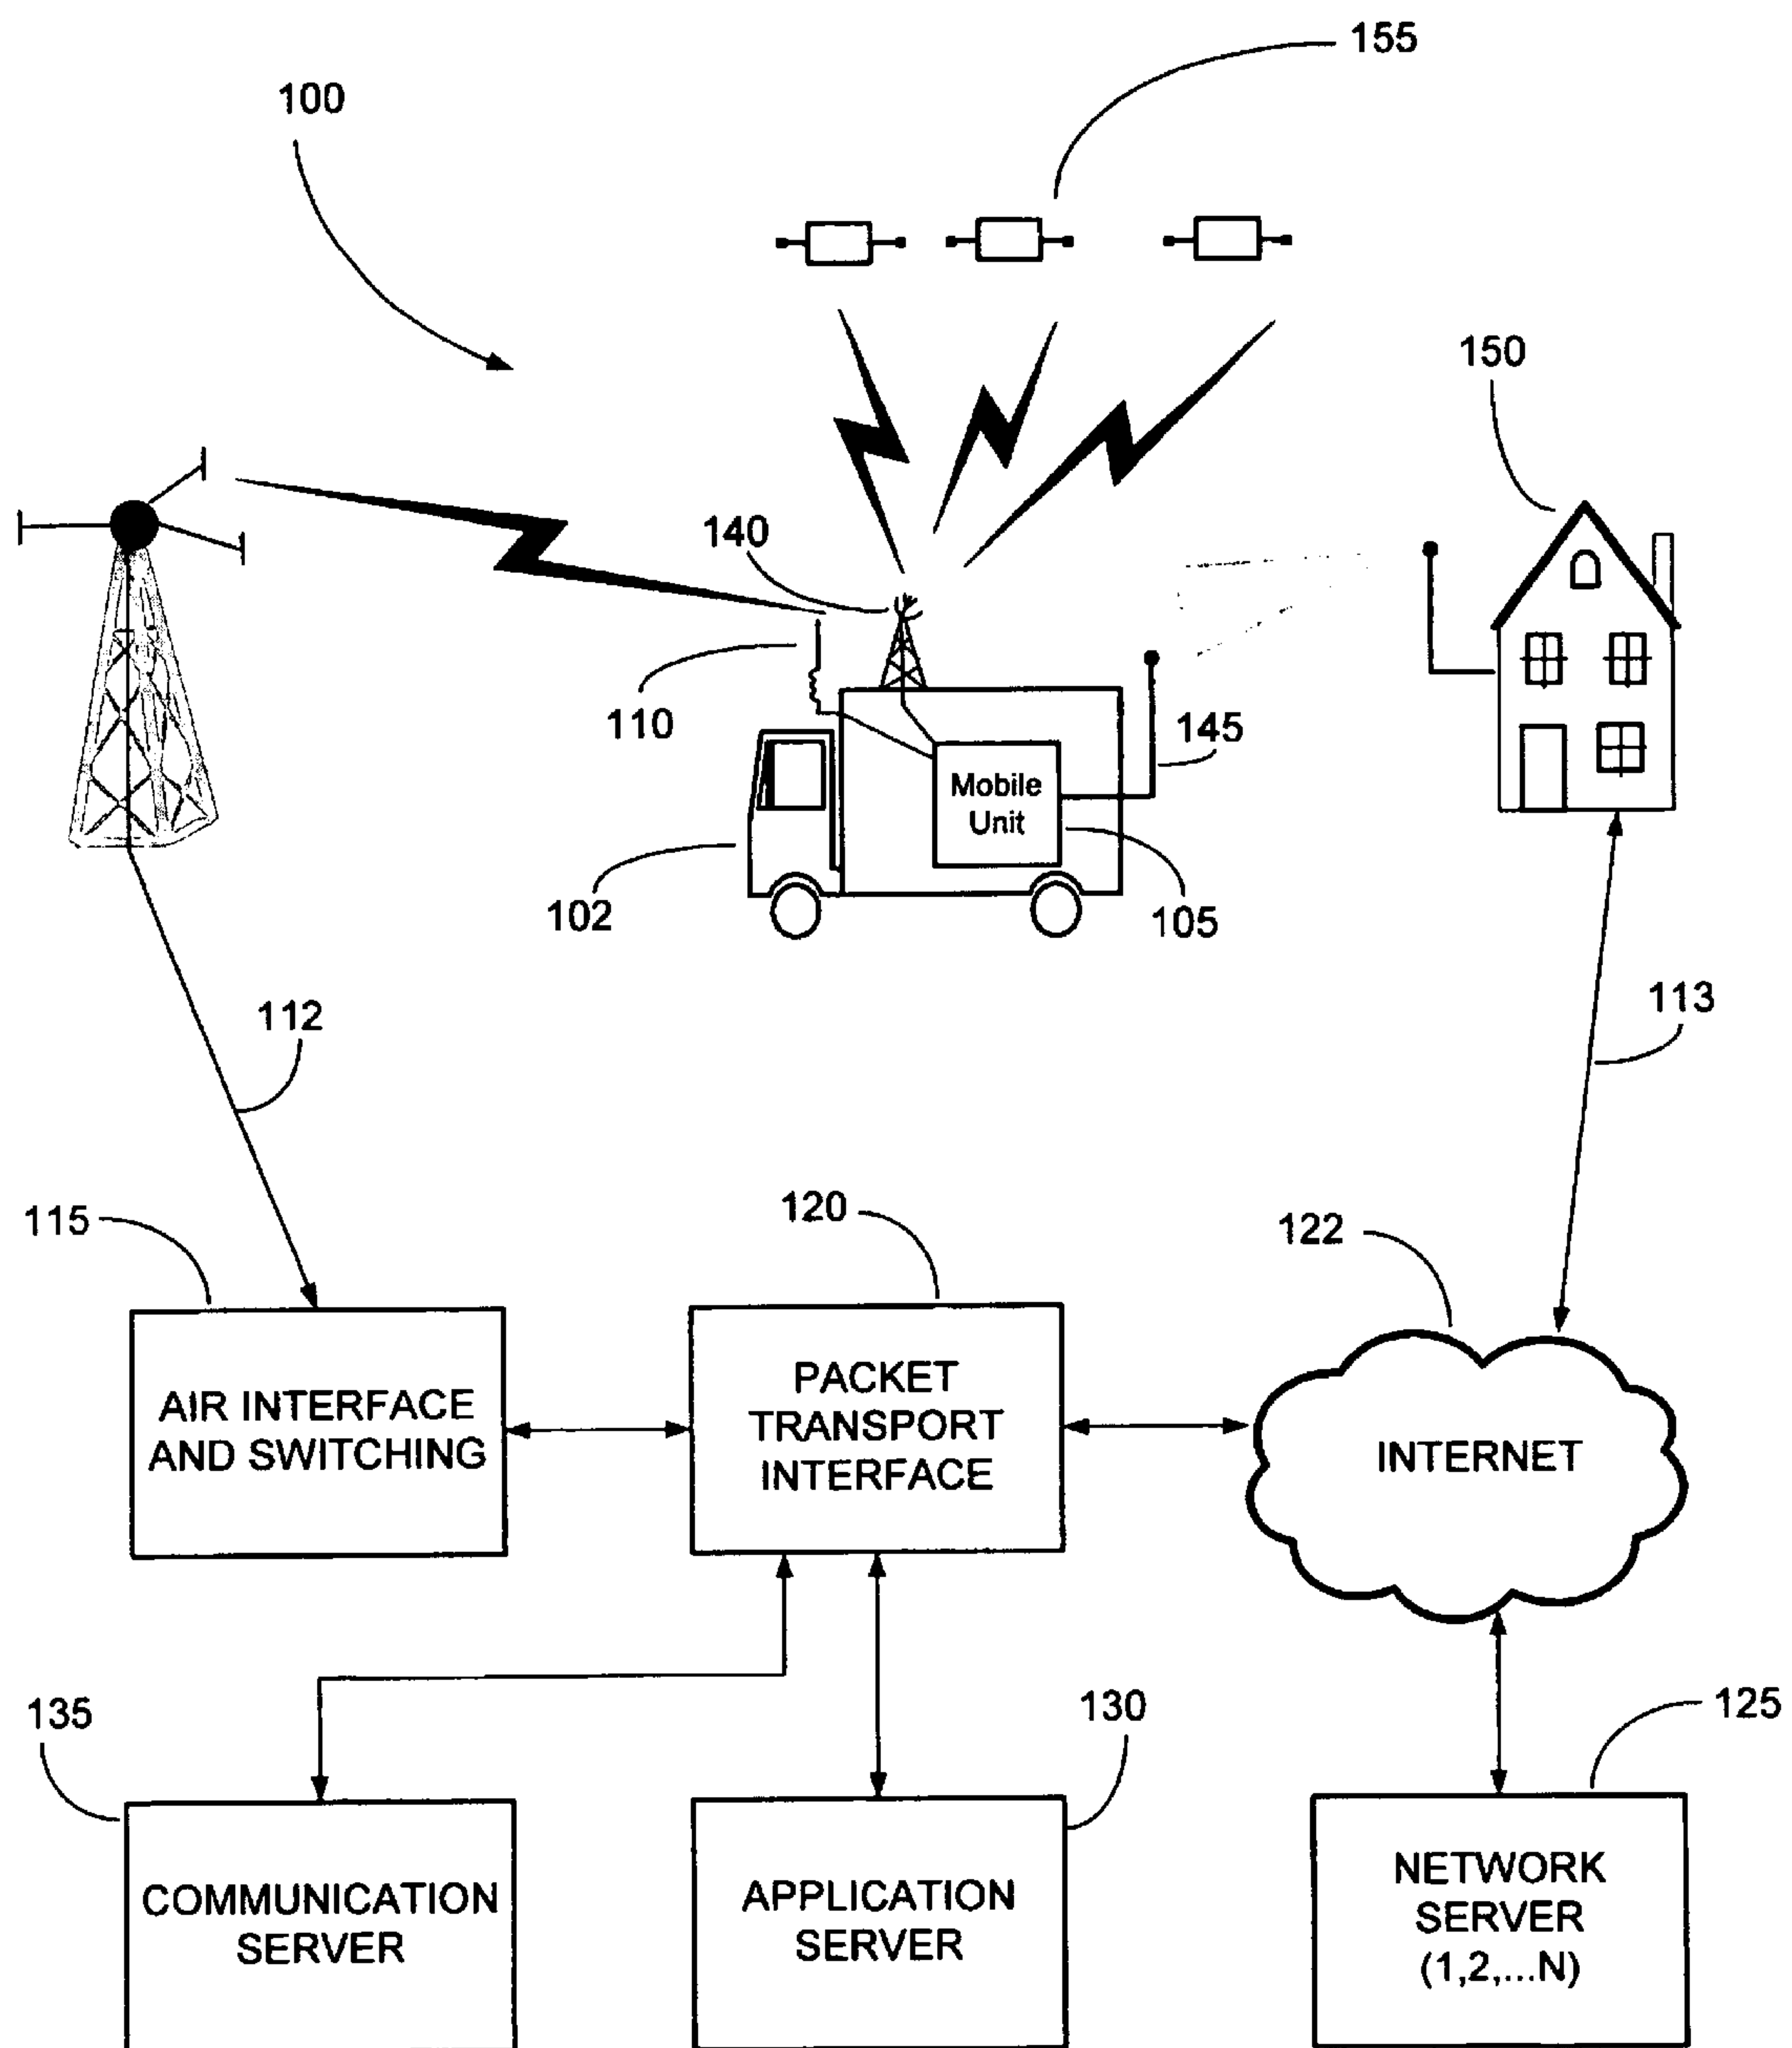 155
100
150
140
110
145
Mobile
Unit
102
105
112
113
115
120
122
PACKET
TRANSPORT
INTERFACE
AIR INTERFACE
AND SWITCHING
INTERNET
135
130
125
COMMUNICATION
SERVER
APPLICATION
SERVER
NETWORK
SERVER
(1,2,...N)